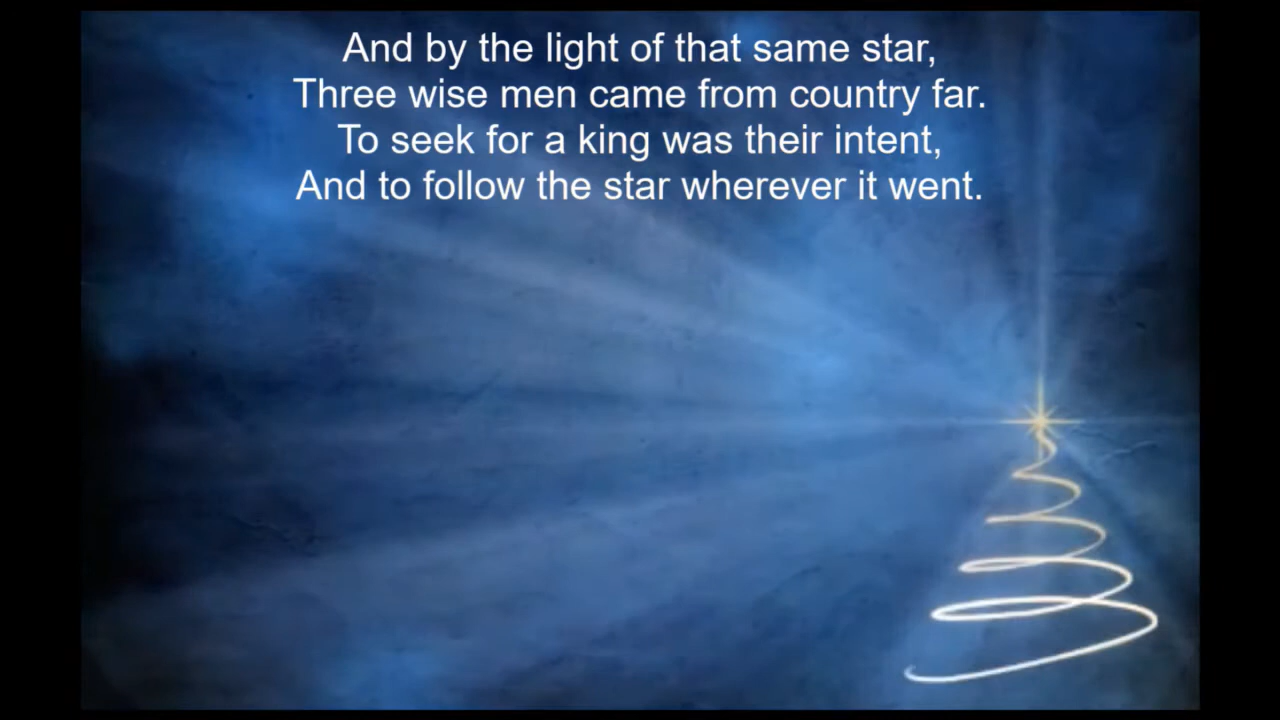 And by the light of that same star,
Three wise men came from country far.
To seek for a king was their intent,
And to follow the star wherever it went.